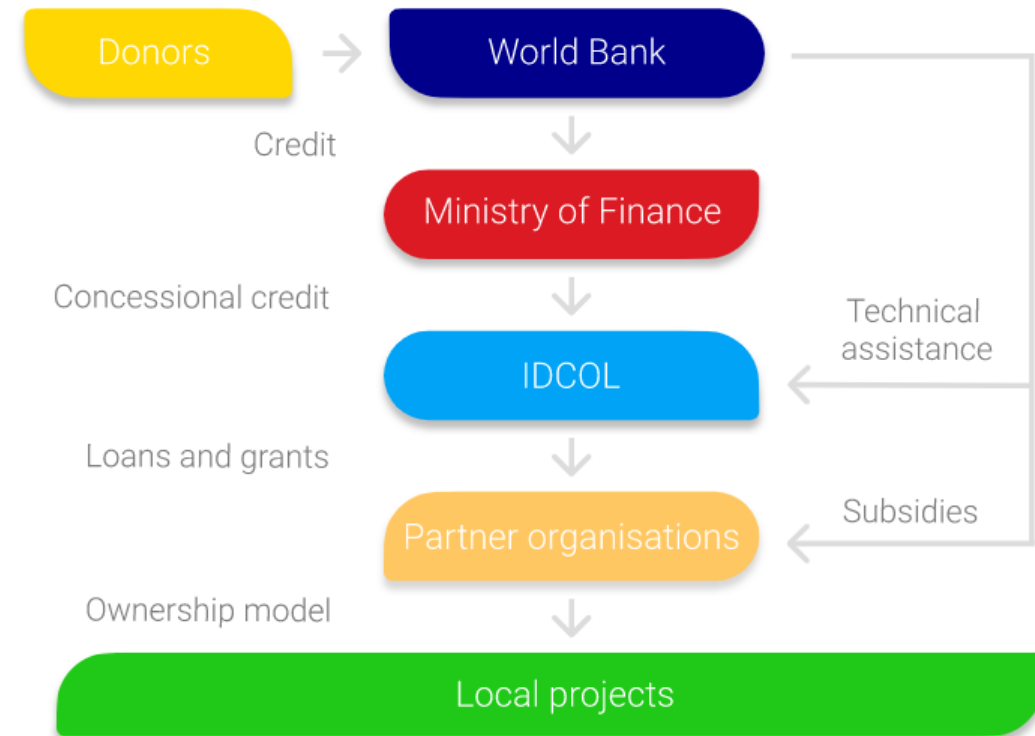 Donors
World Bank
Credit
Ministry of Finance
Concessional credit
Technical
assistance
IDCOL
Loans and grants
Subsidies
Partner organisations
Ownership model
Local projects